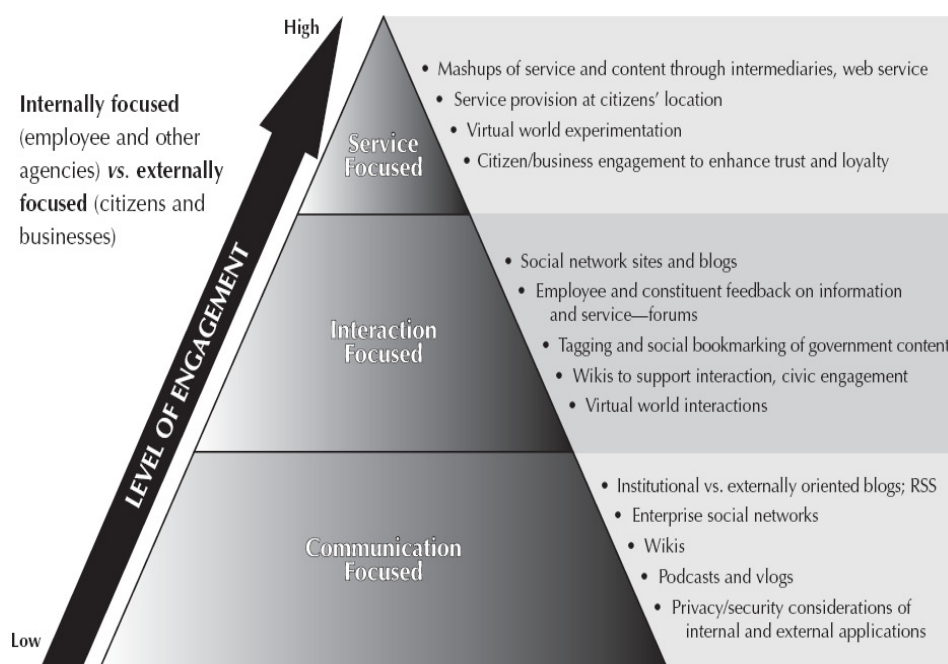 High
Internally focused
(employee and other
agencies) vs. externally
focused (citizens and
businesses)
LEVEL OF ENGAGEMENT
Low
Service
Focused
• Mashups of service and content through intermediaries, web service
• Service provision at citizens’ location
• Virtual world experimentation
• Citizen/business engagement to enhance trust and loyalty
Interaction
Focused
• Social network sites and blogs
• Employee and constituent feedback on information
and service—forums
• Tagging and social bookmarking of government content
• Wikis to support interaction, civic engagement
• Virtual world interactions
Communication
Focused
• Institutional vs. externally oriented blogs; RSS
• Enterprise social networks
• Wikis
• Podcasts and vlogs
• Privacy/security considerations of
internal and external applications